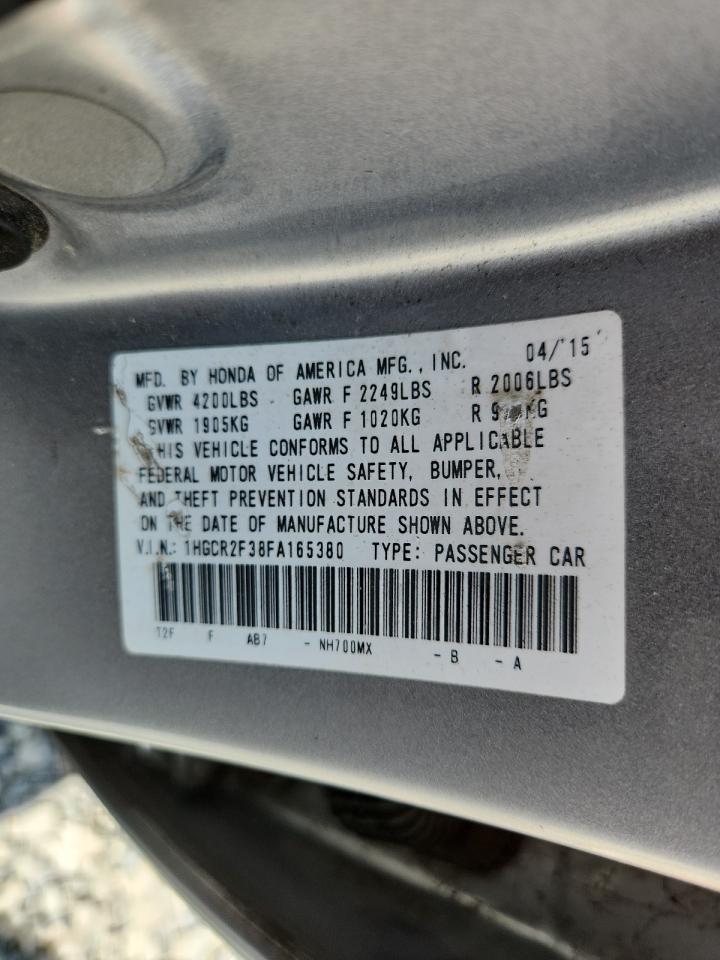 MFD. BY HONDA OF AMERICA MFG., INC. 04/'15
GVWR 4200LBS GAWR F 2249LBS R 2006LBS
GVWR 1905KG GAWR F 1020KG R
THIS VEHICLE CONFORMS TO ALL APPLICABLE
FEDERAL MOTOR VEHICLE SAFETY, BUMPER,
AND THEFT PREVENTION STANDARDS IN EFFECT
ON THE DATE OF MANUFACTURE SHOWN ABOVE.
V.I.N.: 1HGCR2F38FA165380 TYPE: PASSENGER CAR
T2F F AB7 - NH700MX - B - A